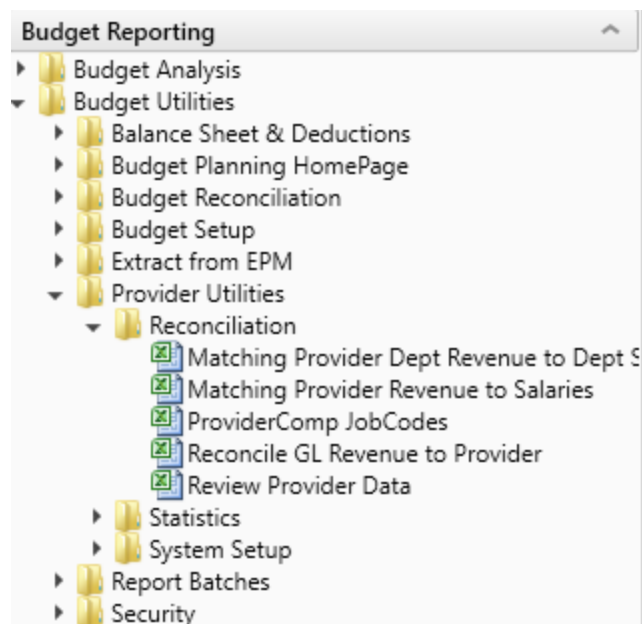 Budget Reporting
Budget Analysis
Budget Utilities
Balance Sheet & Deductions
Budget Planning HomePage
Budget Reconciliation
Budget Setup
Extract from EPM
Provider Utilities
Reconciliation
Matching Provider Dept Revenue to Dept S
Matching Provider Revenue to Salaries
ProviderComp JobCodes
Reconcile GL Revenue to Provider
Review Provider Data
Statistics
System Setup
Report Batches
Security